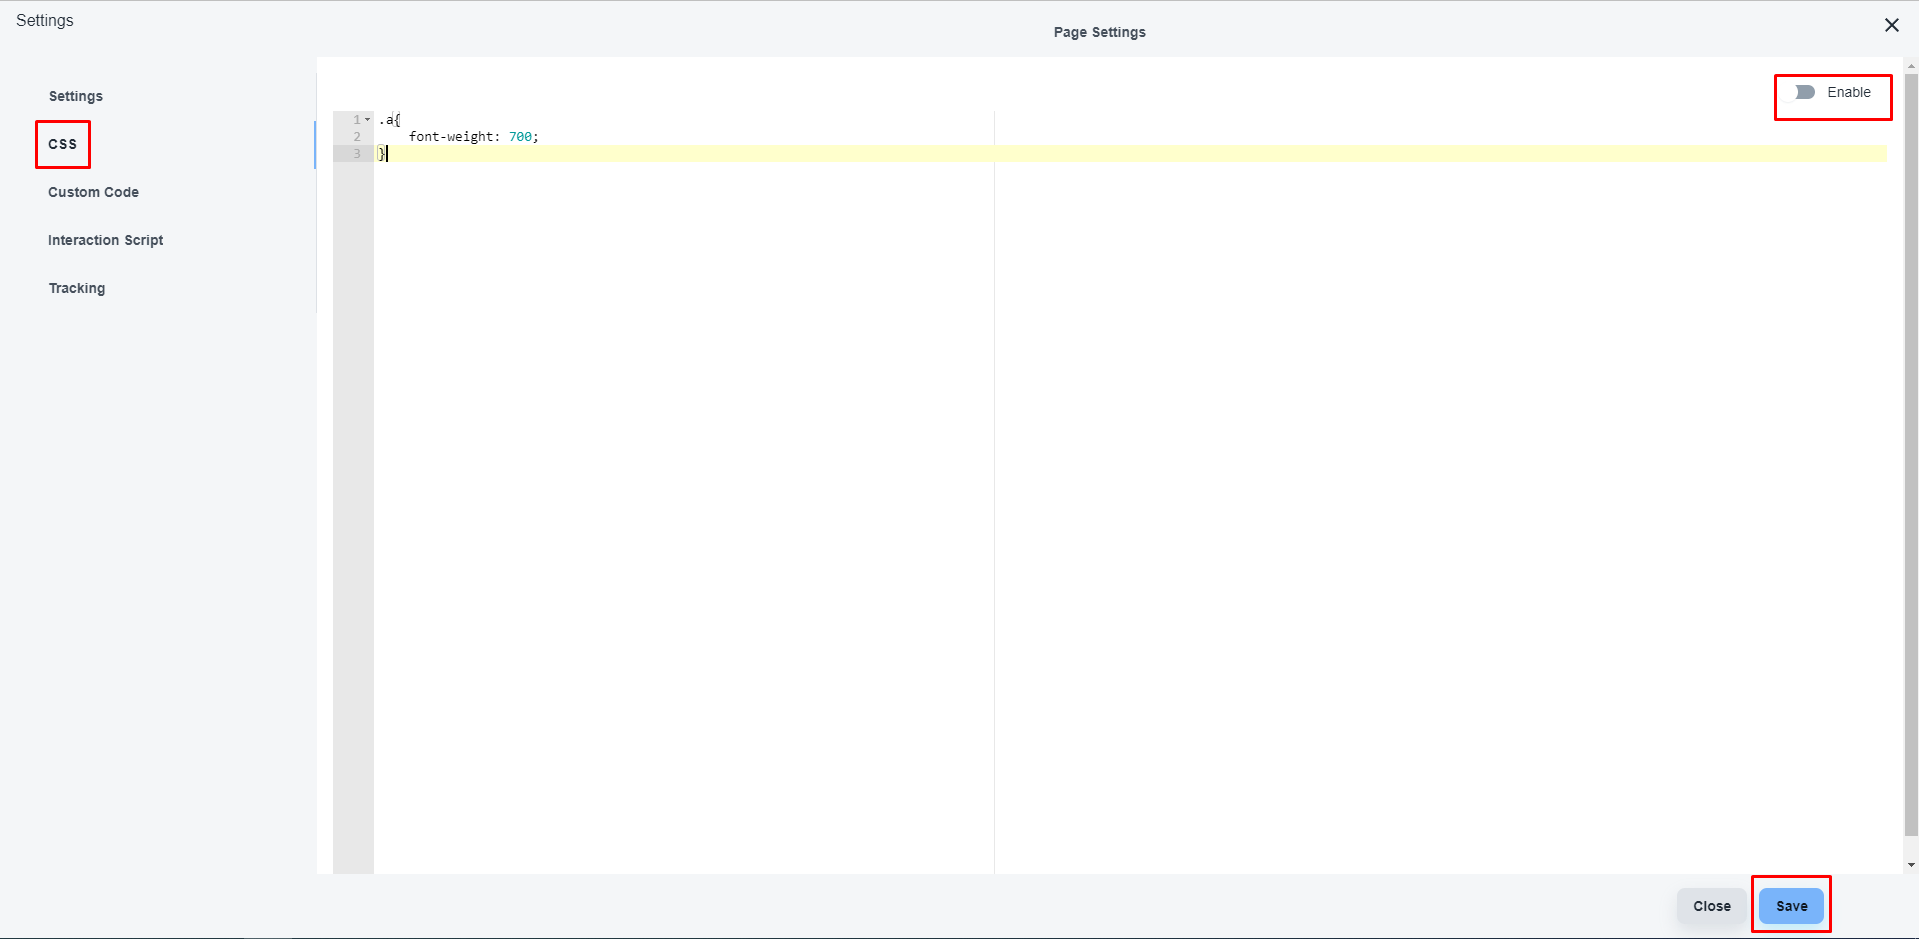 Settings
Page Settings
Settings
CSS
Custom Code
Interaction Script
Tracking
Enable
1 .a{
2 font-weight: 700;
3 }
Close
Save